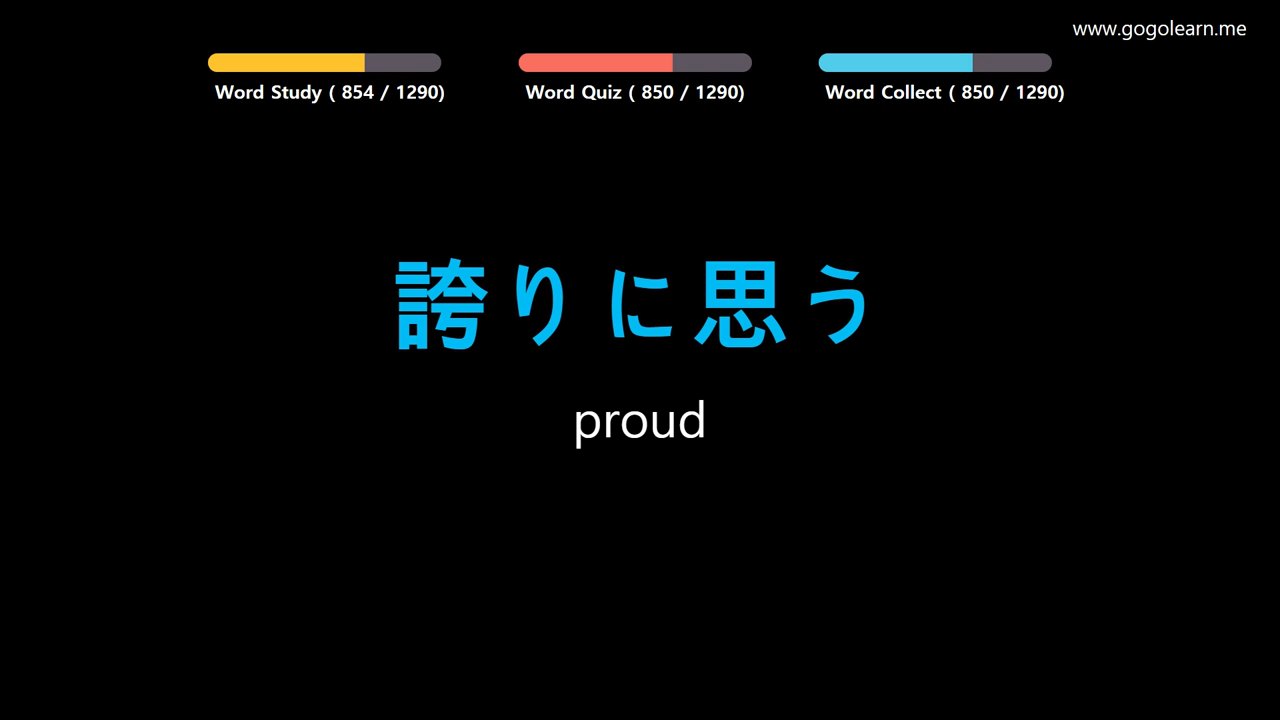 www.gogolearn.me
Word Study ( 854 / 1290)
Word Quiz ( 850 / 1290)
Word Collect ( 850 / 1290)
誇りに思う
proud